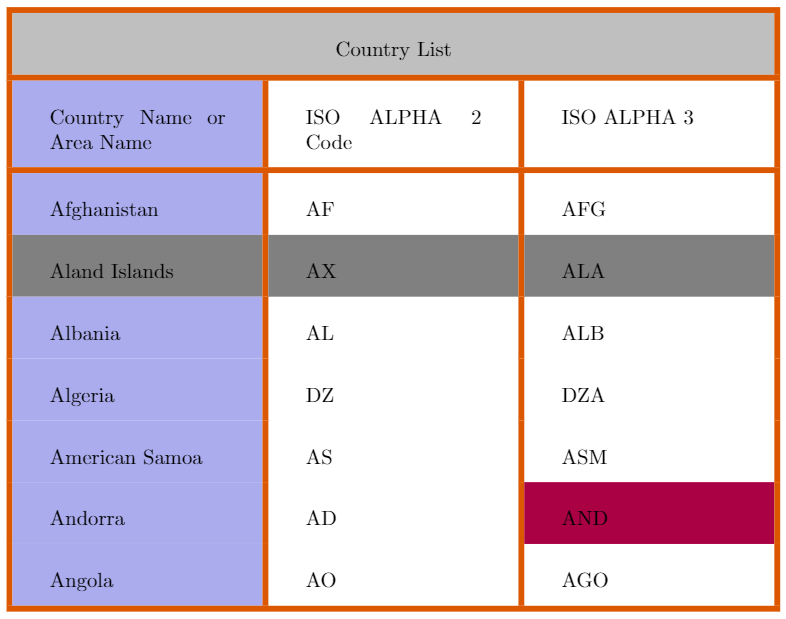 Country List
Country Name or
Area Name
ISO ALPHA 2
Code
ISO ALPHA 3
Afghanistan AF AFG
Aland Islands AX ALA
Albania AL ALB
Algeria DZ DZA
American Samoa AS ASM
Andorra AD AND
Angola AO AGO